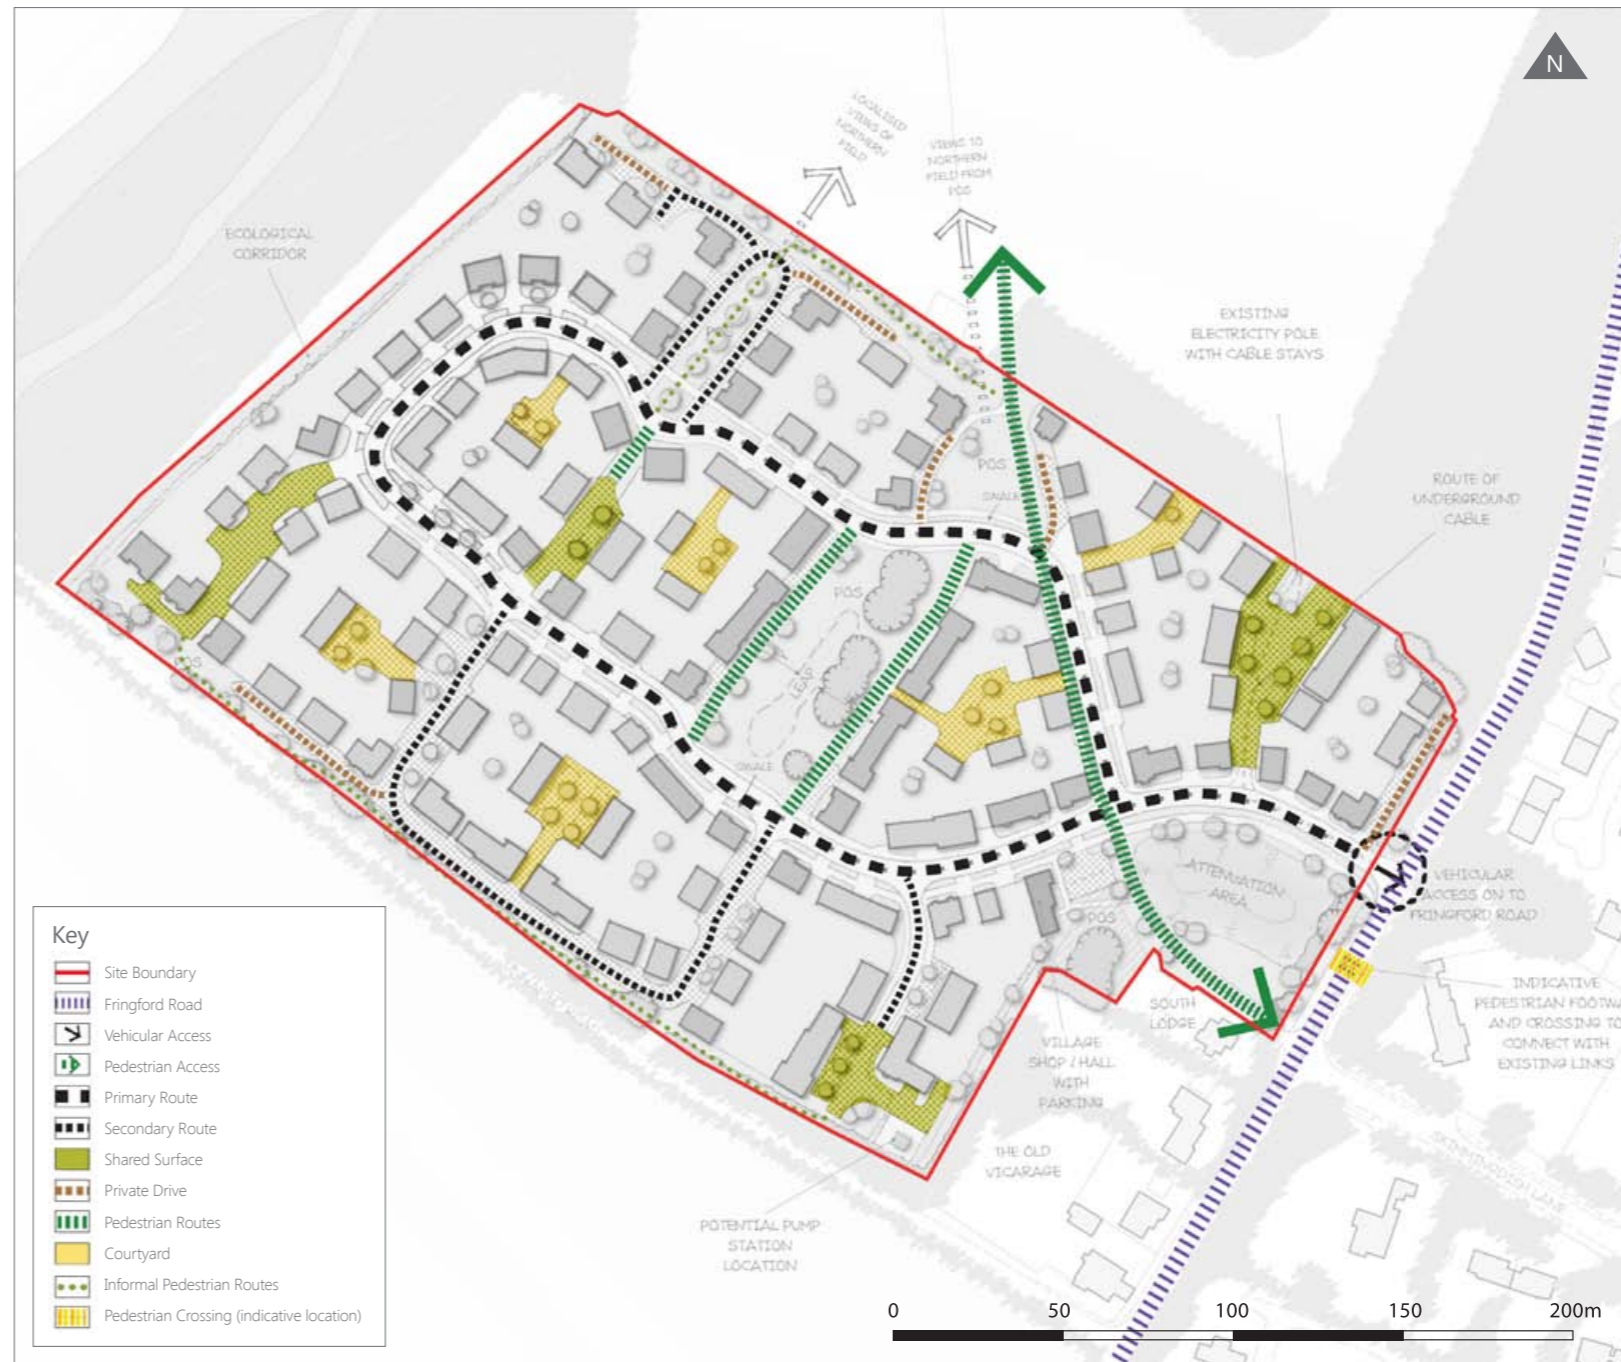 N
LOCALISED
VIEWS OF
NORTHERN
FIELD
VIEWS TO
NORTHERN
FIELD FROM
POS
ECOLOGICAL
CORRIDOR
EXISTING
ELECTRICITY POLE
WITH CABLE STAYS
ROUTE OF
UNDERGROUND
CABLE
POS
SWALE
POS
LEAP
SWALE
POS
ATTENUATION
AREA
POS
VEHICULAR
ACCESS ON TO
FRINGFORD ROAD
INDICATIVE
PEDESTRIAN FOOTWA
AND CROSSING TO
CONNECT WITH
EXISTING LINKS
SOUTH
LODGE
VILLAGE
SHOP / HALL
WITH
PARKING
THE OLD
VICARAGE
SKIMMINGDISH LANE
POTENTIAL PUMP
STATION
LOCATION
Key
Site Boundary
Fringford Road
Vehicular Access
Pedestrian Access
Primary Route
Secondary Route
Shared Surface
Private Drive
Pedestrian Routes
Courtyard
Informal Pedestrian Routes
Pedestrian Crossing (indicative location)
0 50 100 150 200m